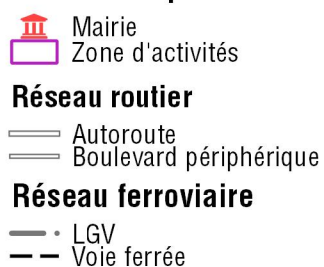 Mairie
Zone d'activités
Réseau routier
Autoroute
Boulevard périphérique
Réseau ferroviaire
LGV
Voie ferrée